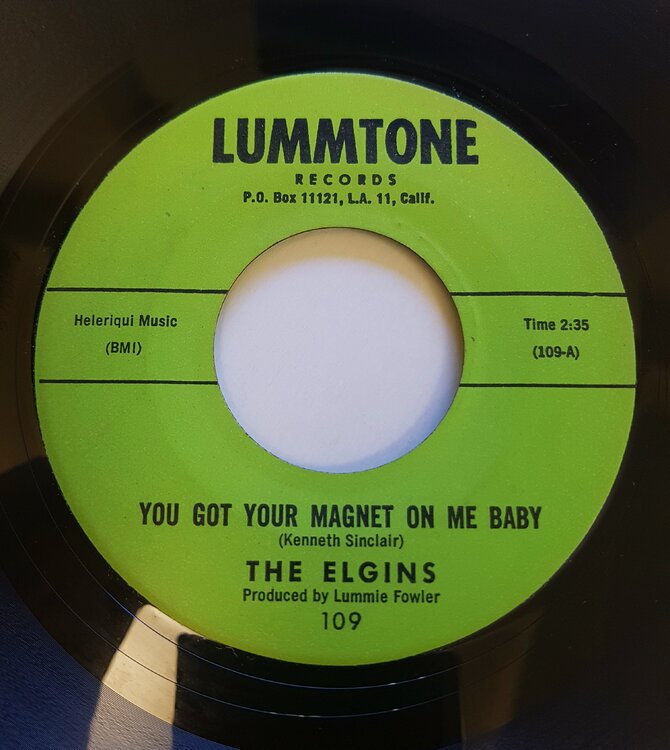 LUMMTONE
RECORDS
P.O. Box 11121, L.A. 11, Calif.
Heleriqui Music
(BMI)
Time 2:35
(109-A)
YOU GOT YOUR MAGNET ON ME BABY
(Kenneth Sinclair)
THE ELGINS
Produced by Lummie Fowler
109